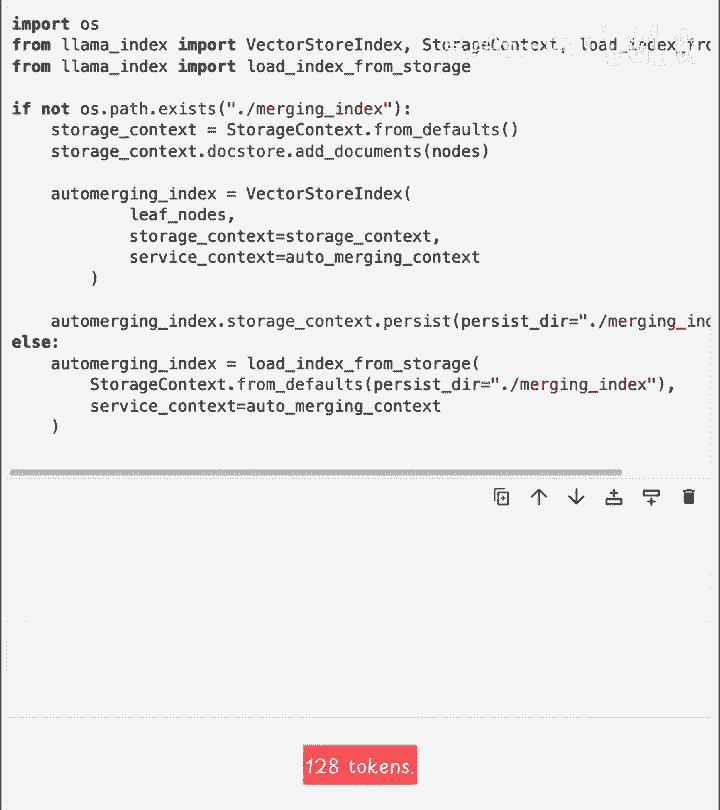 import os
from llama_index import VectorStoreIndex, StorageContext, load_index_fro
from llama_index import load_index_from_storage
if not os.path.exists("./merging_index"):
    storage_context = StorageContext.from_defaults()
    storage_context.docstore.add_documents(nodes)
    automerging_index = VectorStoreIndex(
            leaf_nodes,
            storage_context=storage_context,
            service_context=auto_merging_context
        )
    automerging_index.storage_context.persist(persist_dir="./merging_ind
else:
    automerging_index = load_index_from_storage(
        StorageContext.from_defaults(persist_dir="./merging_index"),
        service_context=auto_merging_context
    )
128 tokens.